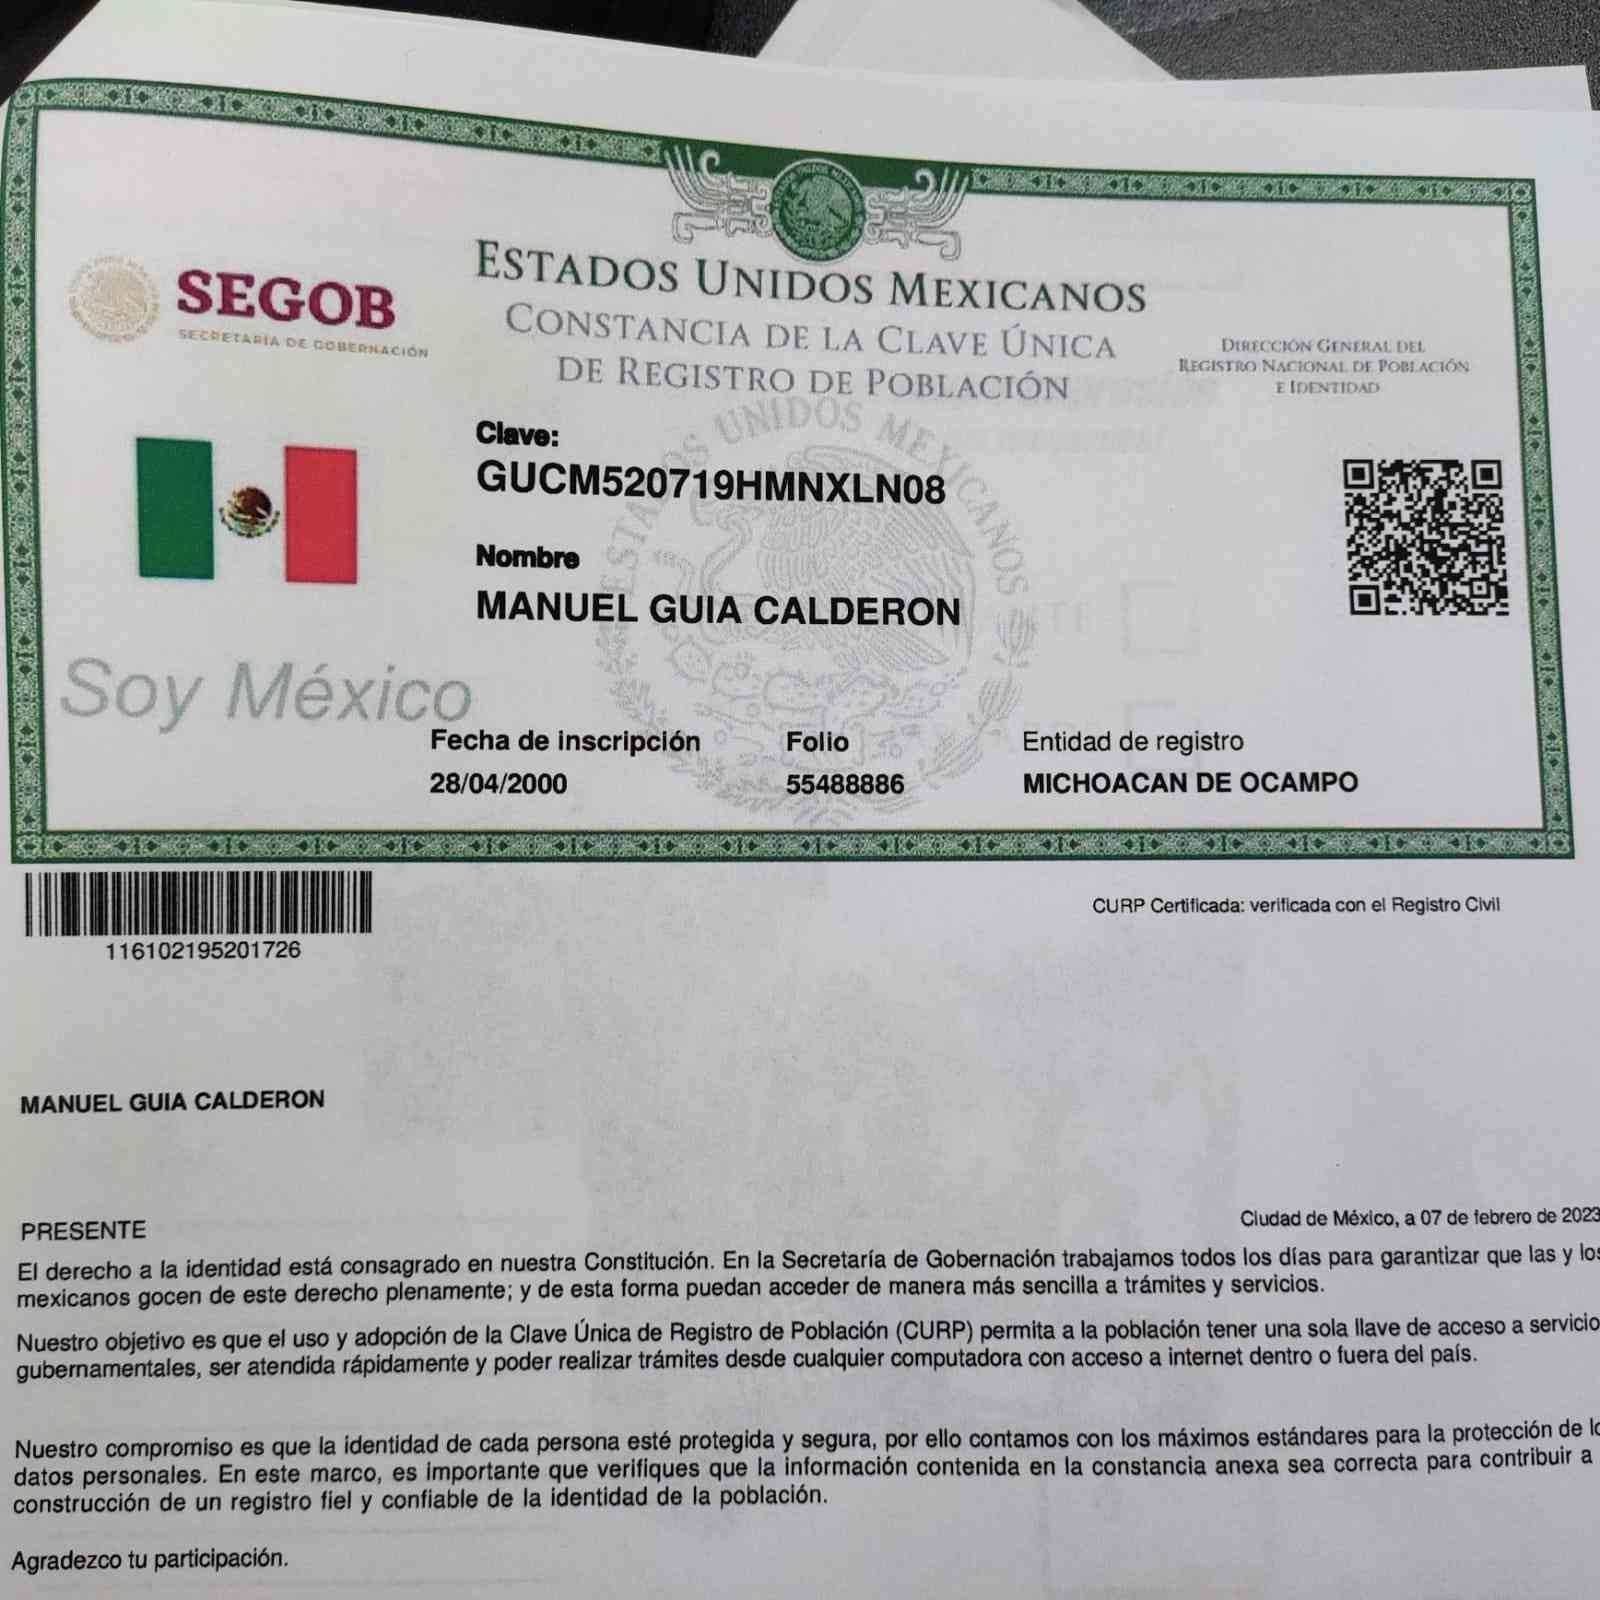 ESTADOS UNIDOS MEXICANOS
SEGOB
SECRETARÍA DE GOBERNACIÓN
CONSTANCIA DE LA CLAVE ÚNICA
DE REGISTRO DE POBLACIÓN
DIRECCIÓN GENERAL DEL
REGISTRO NACIONAL DE POBLACIÓN
E IDENTIDAD
ESTADOS UNIDOS MEXICANOS
Clave:
GUCM520719HMNXLN08
Nombre
MANUEL GUIA CALDERON
Soy México
Fecha de inscripción Folio Entidad de registro
28/04/2000 55488886 MICHOACAN DE OCAMPO
CURP Certificada: verificada con el Registro Civil
116102195201726
MANUEL GUIA CALDERON
Ciudad de México, a 07 de febrero de 2023
PRESENTE
El derecho a la identidad está consagrado en nuestra Constitución. En la Secretaría de Gobernación trabajamos todos los días para garantizar que las y los
mexicanos gocen de este derecho plenamente; y de esta forma puedan acceder de manera más sencilla a trámites y servicios.
Nuestro objetivo es que el uso y adopción de la Clave Única de Registro de Población (CURP) permita a la población tener una sola llave de acceso a servicio
gubernamentales, ser atendida rápidamente y poder realizar trámites desde cualquier computadora con acceso a internet dentro o fuera del país.
Nuestro compromiso es que la identidad de cada persona esté protegida y segura, por ello contamos con los máximos estándares para la protección de lo
datos personales. En este marco, es importante que verifiques que la información contenida en la constancia anexa sea correcta para contribuir a
construcción de un registro fiel y confiable de la identidad de la población.
Agradezco tu participación.